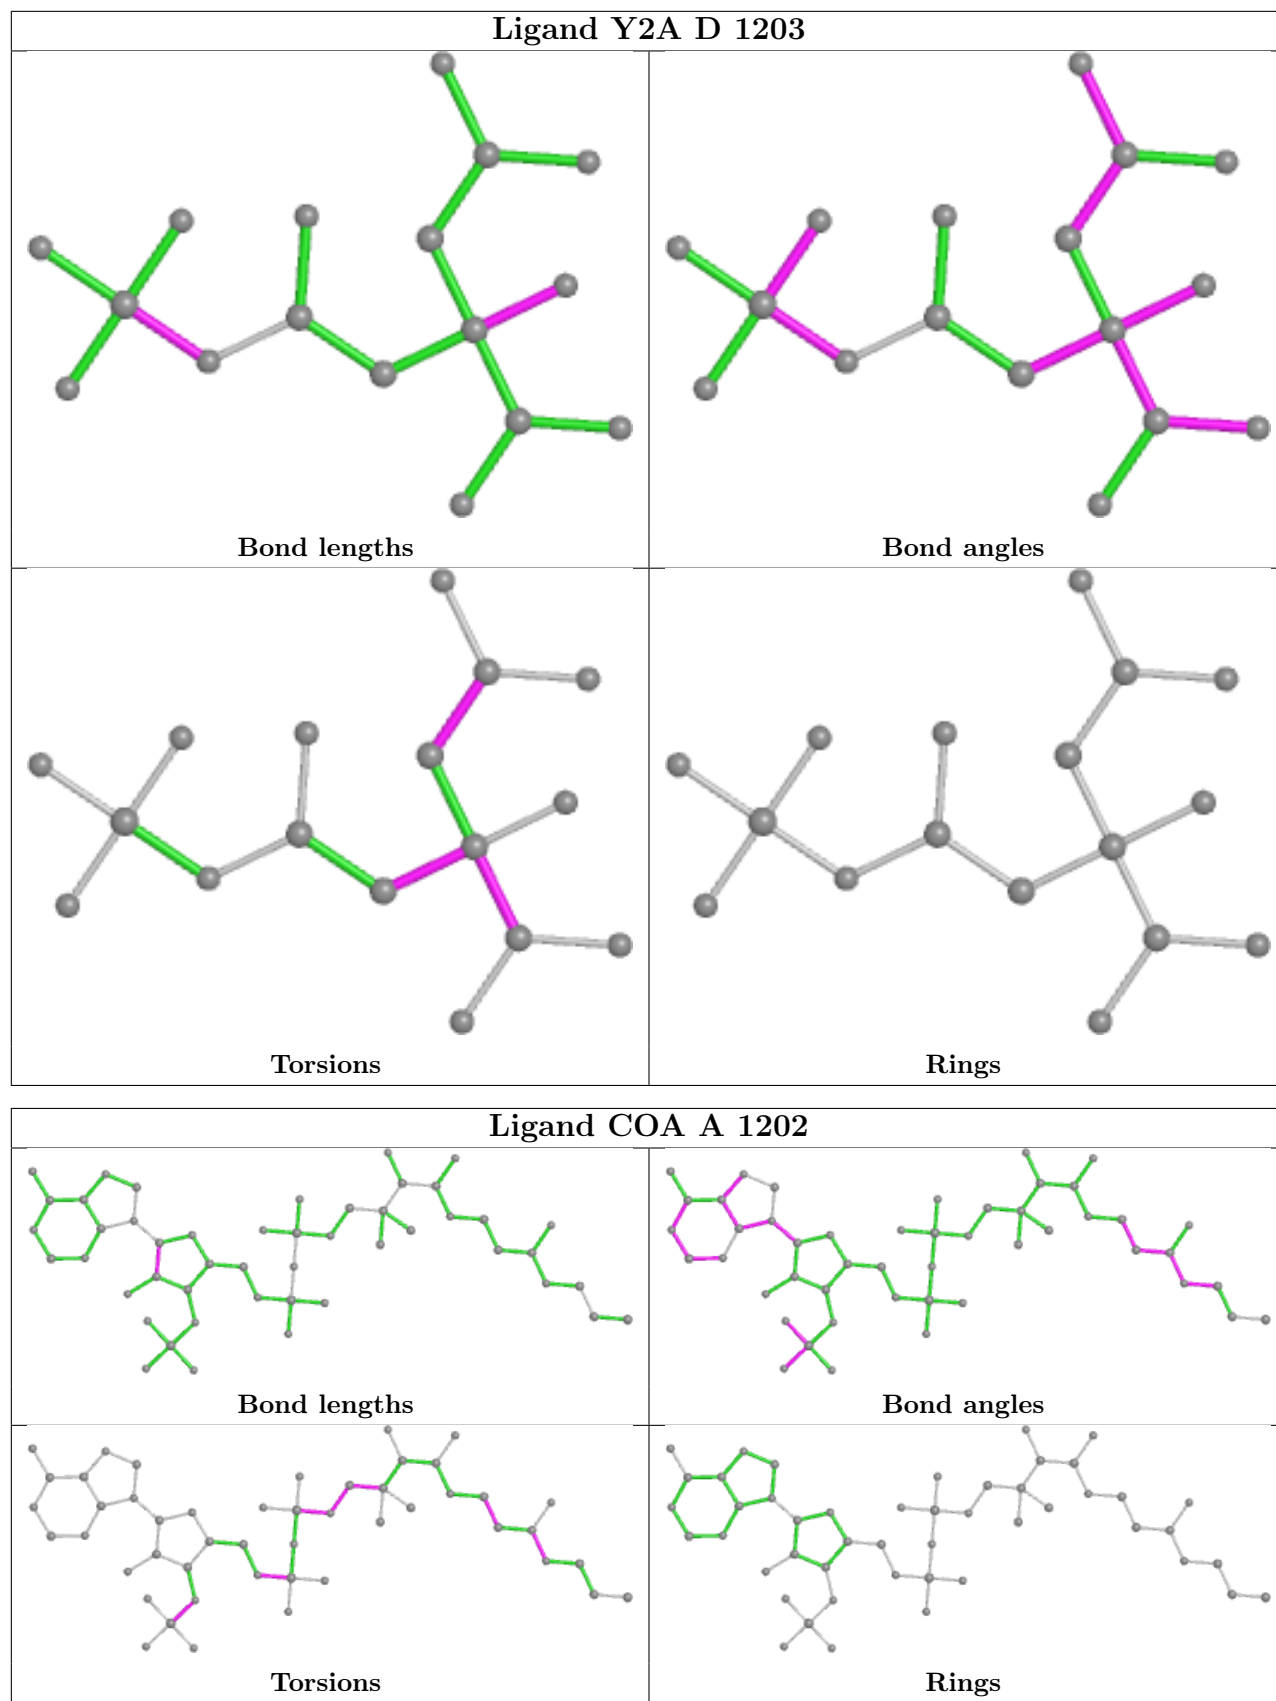 Ligand Y2A D 1203
Bond lengths
Bond angles
Torsions
Rings
Ligand COA A 1202
Bond lengths
Bond angles
Torsions
Rings